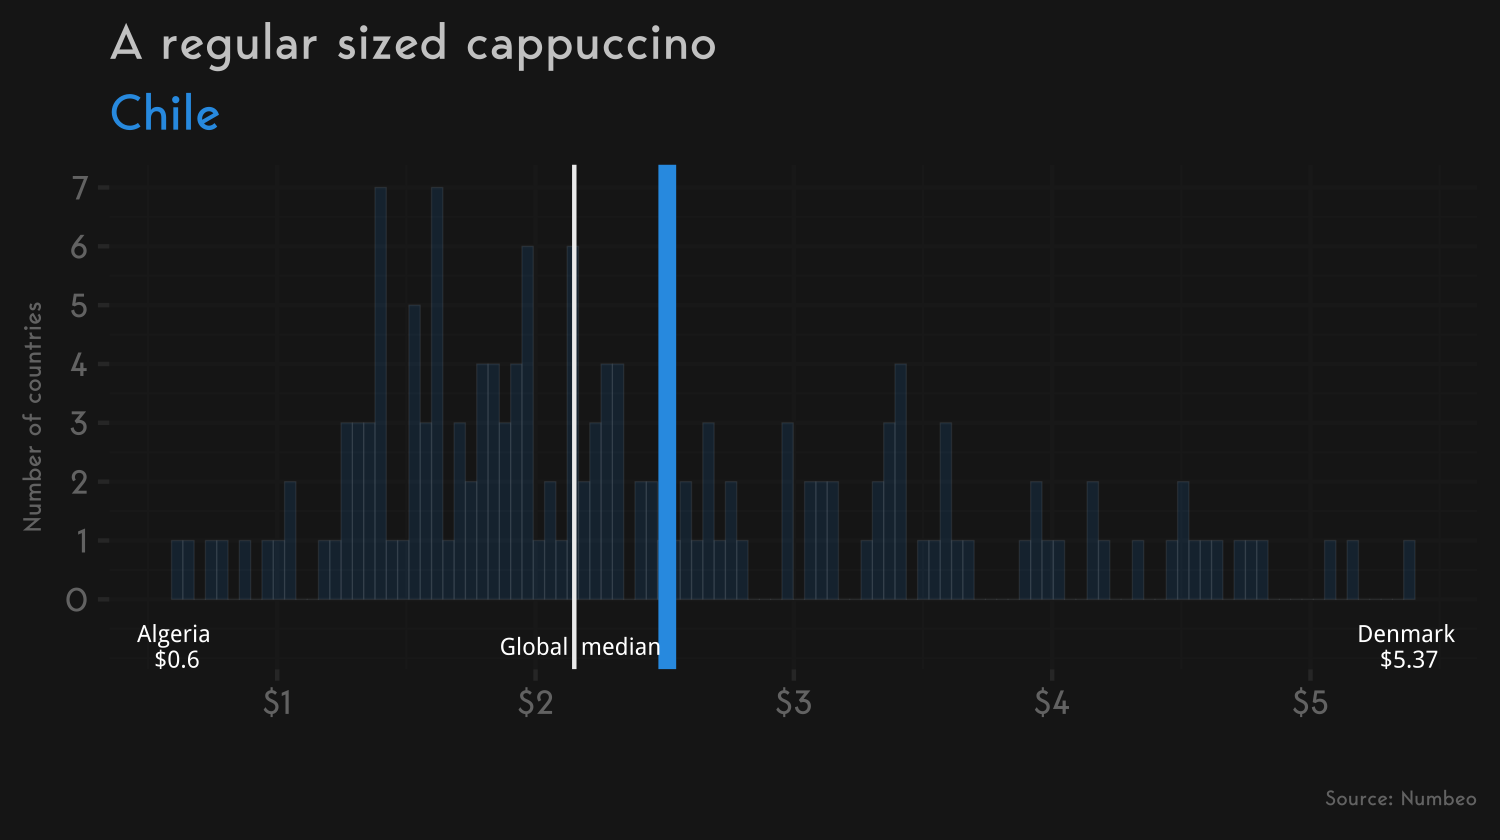 A regular sized cappuccino
Chile
Number of countries
7
6
5
4
3
2
1
0
Algeria
$0.6
Global median
Denmark
$5.37
$1 $2 $3 $4 $5
Source: Numbeo